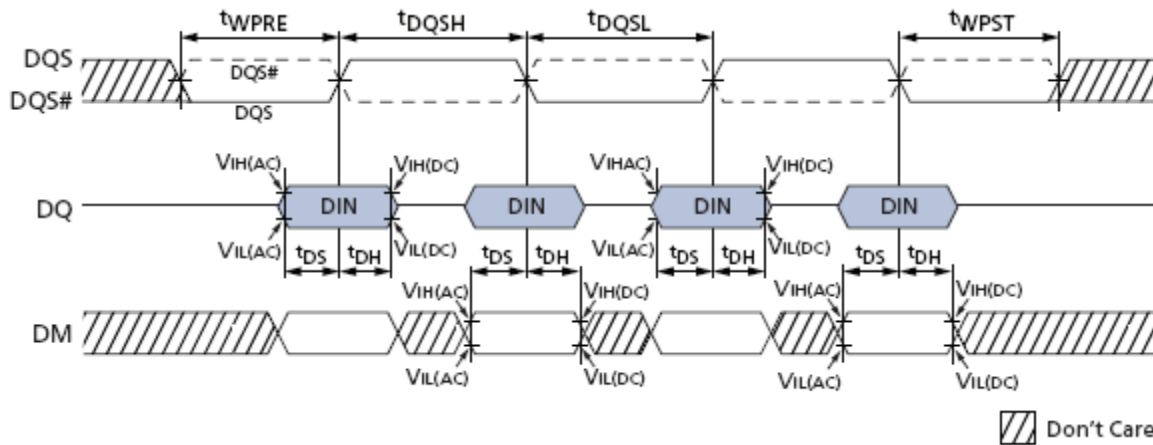 tWPRE tDQSH tDQSL tWPST
DQS
DQS#
DQS#
DQS
VIH(AC) VIH(DC) VIHAC) VIH(DC)
DQ DIN DIN DIN DIN
VIL(AC) VIL(DC) VIL(AC) VIL(DC)
tDS tDH tDS tDH tDS tDH tDS tDH
VIH(AC) VIH(DC) VIH(AC) VIH(DC)
DM
VIL(AC) VIL(DC) VIL(AC) VIL(DC)
Don't Care